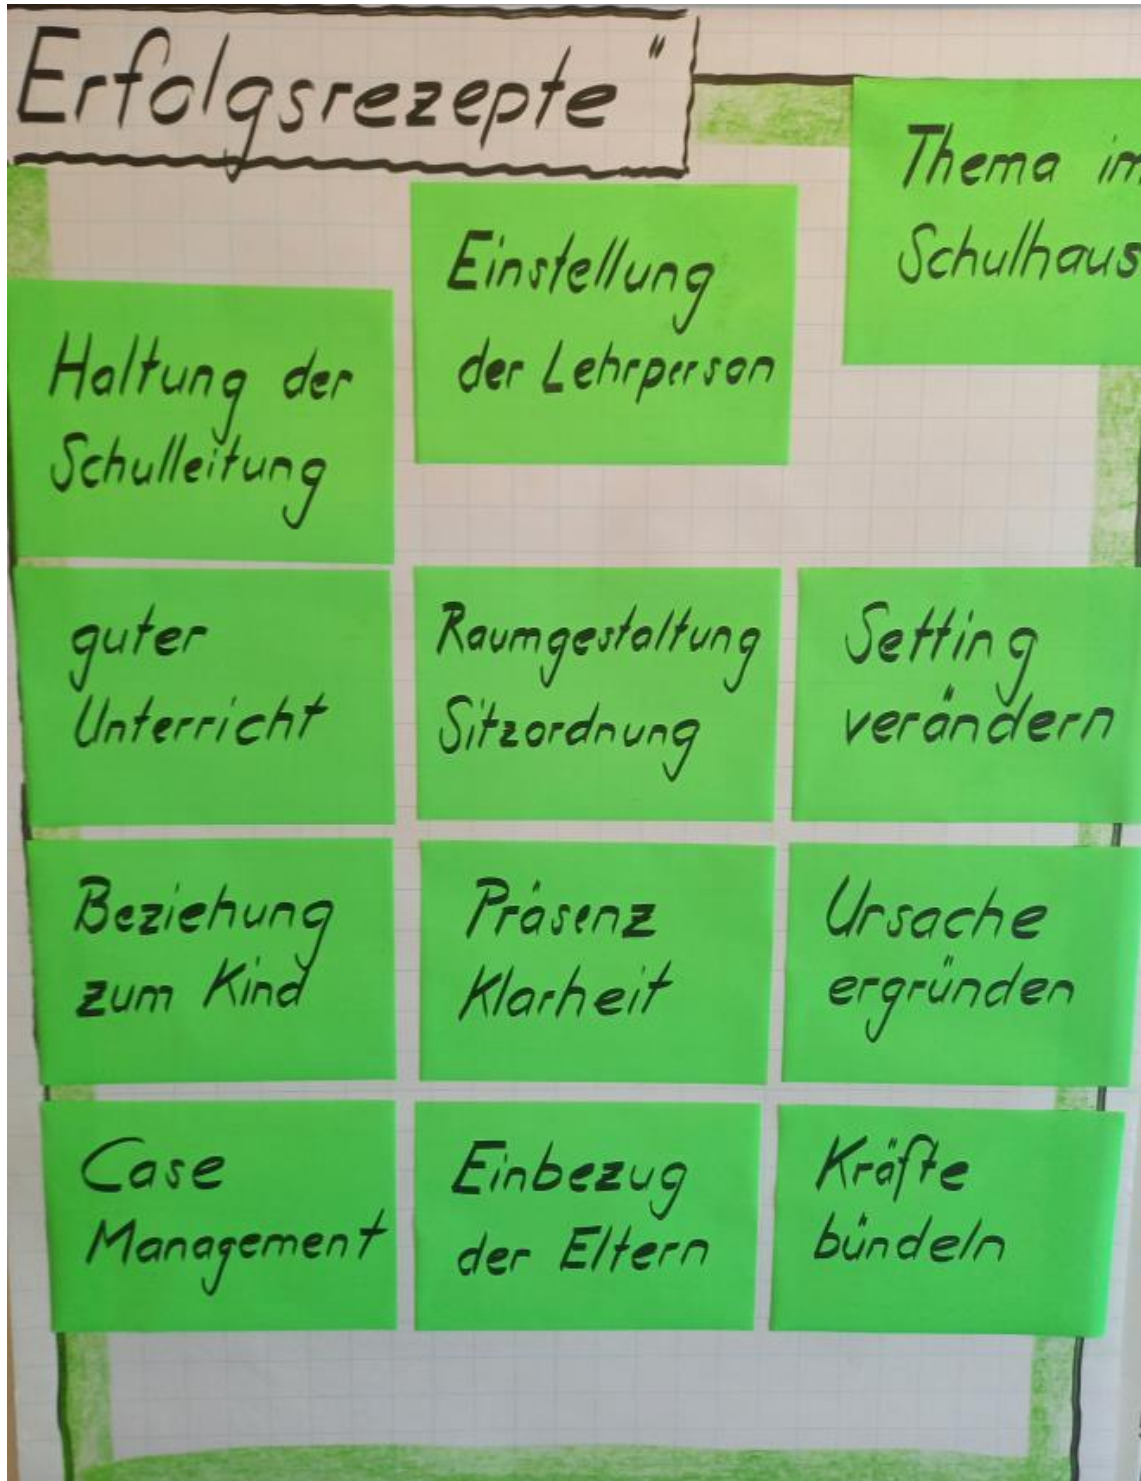 Erfolgsrezepte"
Thema im
Schulhaus
Einstellung
der Lehrperson
Haltung der
Schulleitung
guter
Unterricht
Raumgestaltung
Sitzordnung
Setting
verändern
Beziehung
zum Kind
Präsenz
Klarheit
Ursache
ergründen
Case
Management
Einbezug
der Eltern
Kräfte
bündeln